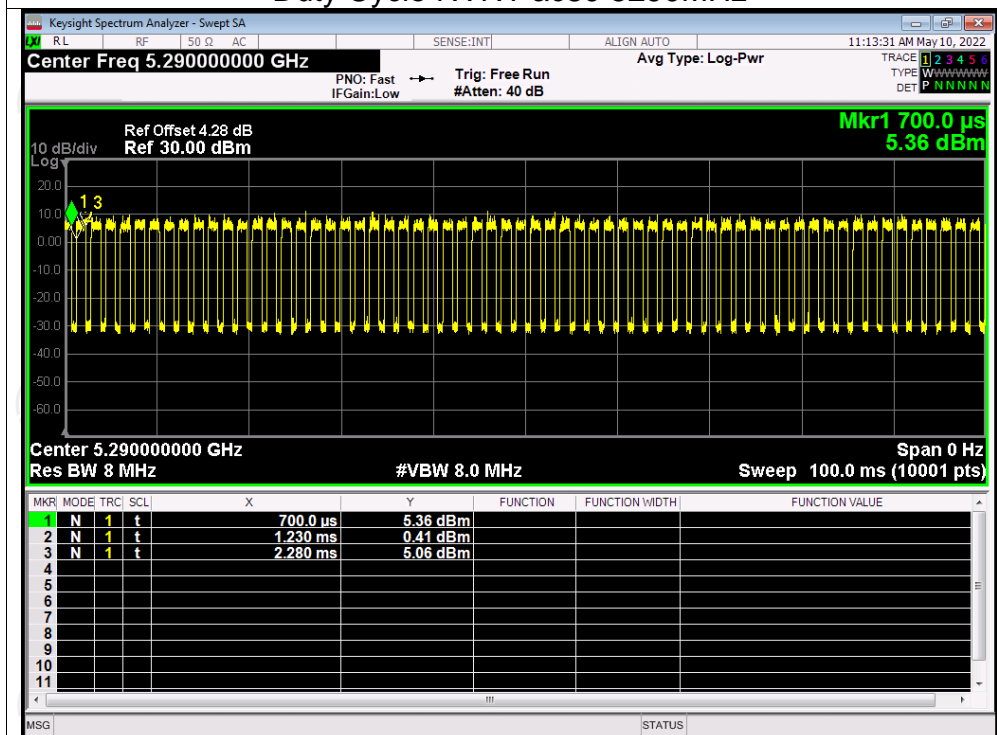 Keysight Spectrum Analyzer - Swept SA
LXI RL RF 50 Ω AC SENSE:INT ALIGN AUTO 11:13:31 AM May 10, 2022
Center Freq 5.290000000 GHz Avg Type: Log-Pwr TRACE 1 2 3 4 5 6
PNO: Fast Trig: Free Run TYPE WWWWWW
IFGain:Low #Atten: 40 dB DET P N N N N N
Mkr1 700.0 µs
Ref Offset 4.28 dB
10 dB/div Ref 30.00 dBm 5.36 dBm
Log
20.0
1 3
10.0
0.00
-10.0
-20.0
-30.0
-40.0
-50.0
-60.0
Center 5.290000000 GHz Span 0 Hz
Res BW 8 MHz #VBW 8.0 MHz Sweep 100.0 ms (10001 pts)
MKR MODE TRC SCL X Y FUNCTION FUNCTION WIDTH FUNCTION VALUE
1 N 1 t 700.0 µs 5.36 dBm
2 N 1 t 1.230 ms 0.41 dBm
3 N 1 t 2.280 ms 5.06 dBm
4
5
6
7
8
9
10
11
MSG STATUS